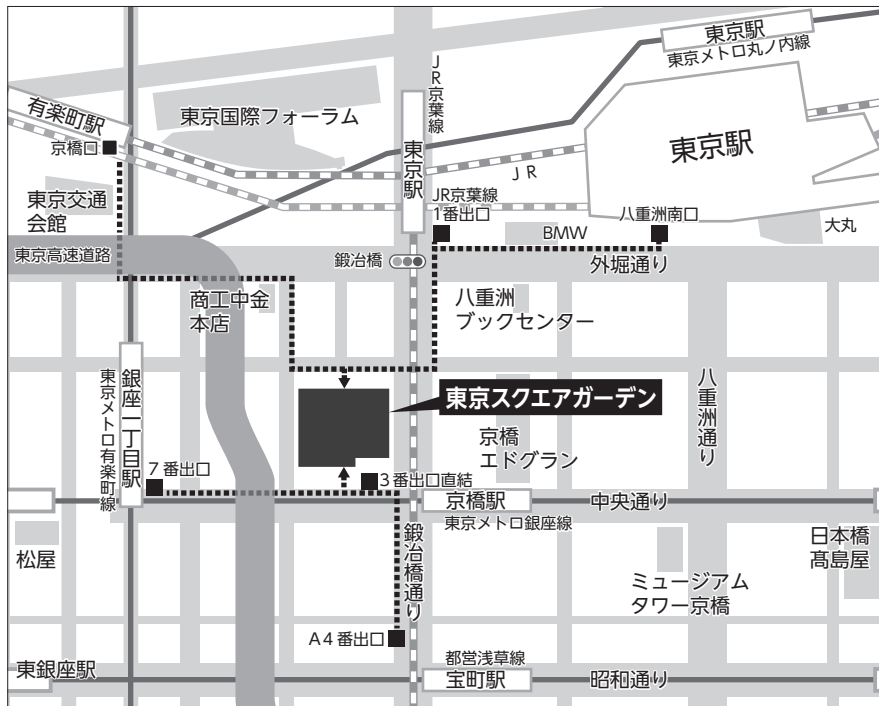 東京駅
東京メトロ丸ノ内線
JR京葉線
有楽町駅
京橋口
東京国際フォーラム
東京駅
東京駅
JR
東京交通
会館
JR京葉線
1番出口
八重洲南口
BMW
大丸
東京高速道路
鍛冶橋
外堀通り
商工中金
本店
八重洲
ブックセンター
銀座一丁目駅
東京メトロ有楽町線
東京スクエアガーデン
八重洲通り
京橋
エドグラン
7番出口
3番出口直結
京橋駅
中央通り
東京メトロ銀座線
松屋
鍛冶橋通り
日本橋
髙島屋
ミュージアム
タワー京橋
A4番出口
都営浅草線
東銀座駅
宝町駅
昭和通り